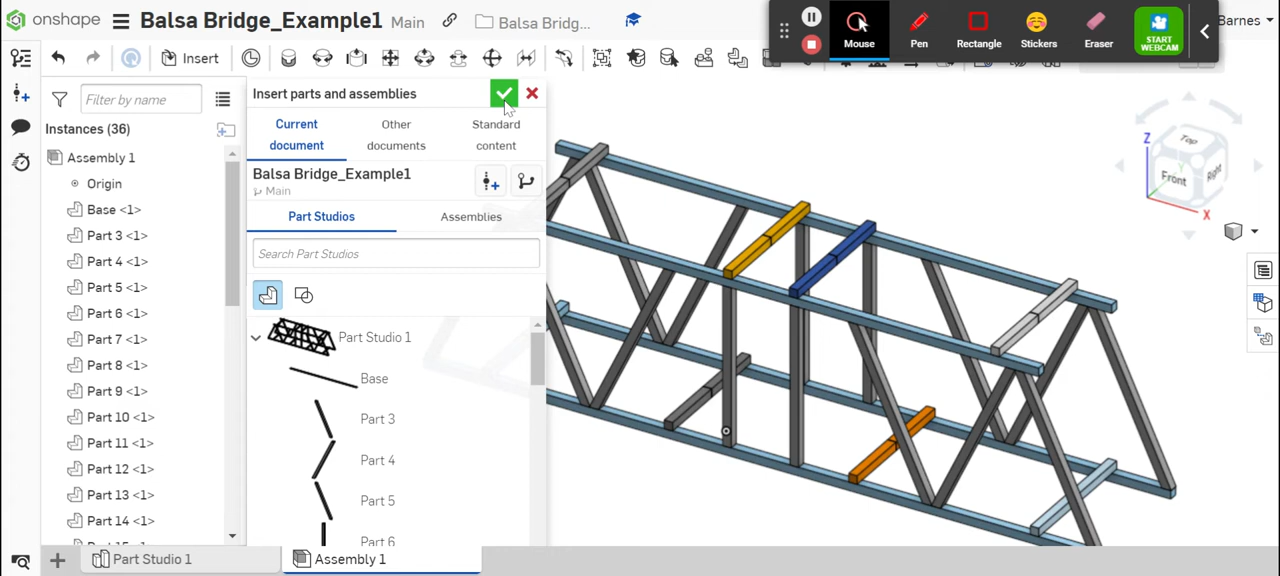 onshape
Balsa Bridge_Example1 Main
Balsa Bridg...
Mouse
Pen
Rectangle
Stickers
Eraser
START
WEBCAM
Barnes
Insert
Filter by name
Instances (36)
Assembly 1
Origin
Base <1>
Part 3 <1>
Part 4 <1>
Part 5 <1>
Part 6 <1>
Part 7 <1>
Part 8 <1>
Part 9 <1>
Part 10 <1>
Part 11 <1>
Part 12 <1>
Part 13 <1>
Part 14 <1>
Insert parts and assemblies
Current
document
Other
documents
Standard
content
Balsa Bridge_Example1
Main
Part Studios
Assemblies
Search Part Studios
Part Studio 1
Base
Part 3
Part 4
Part 5
Part 6
Z
Top
Front
Right
Y
X
Part Studio 1
Assembly 1